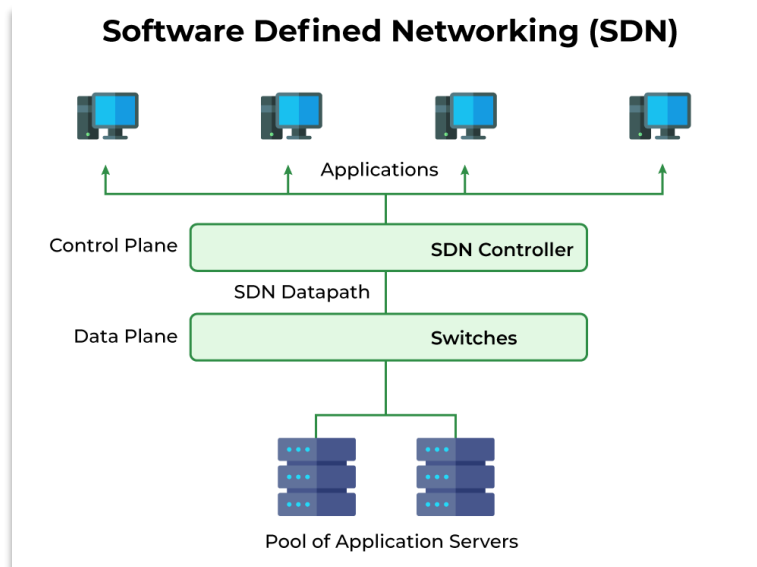 Software Defined Networking (SDN)
Applications
Control Plane
SDN Controller
SDN Datapath
Data Plane
Switches
Pool of Application Servers